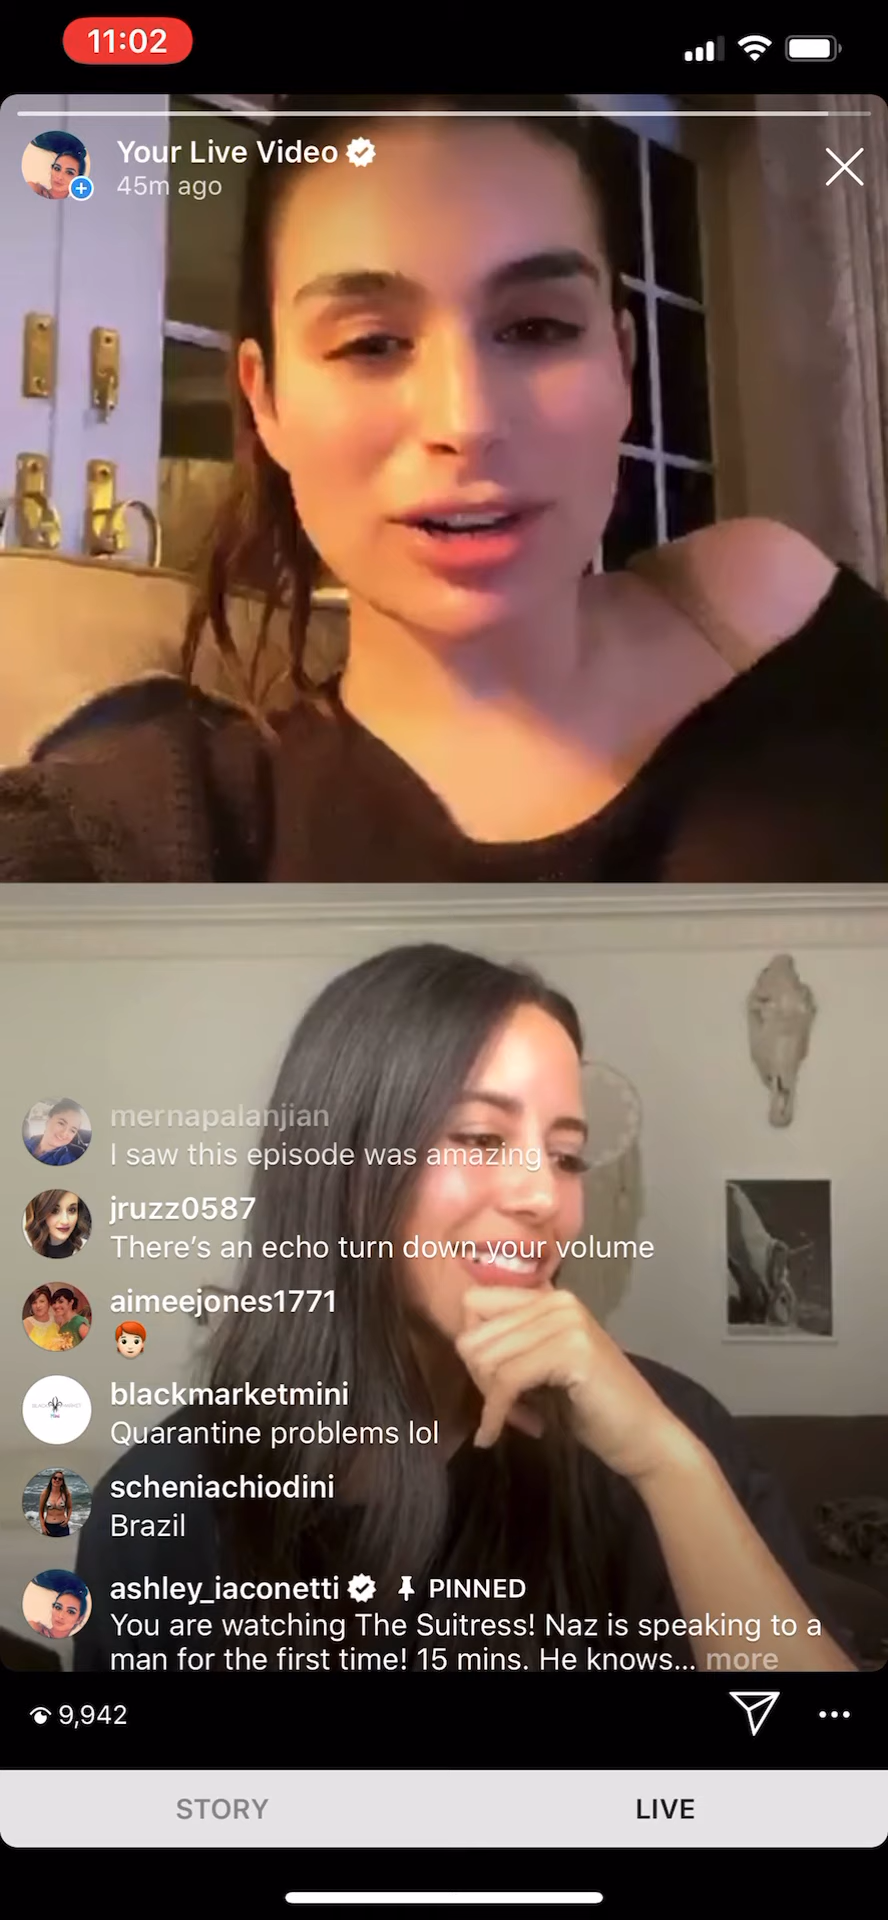 11:02
Your Live Video
45m ago
mernapalanjian
I saw this episode was amazing
jruzz0587
There's an echo turn down your volume
aimeejones1771
blackmarketmini
Quarantine problems lol
scheniachiodini
Brazil
ashley_iaconetti PINNED
You are watching The Suitress! Naz is speaking to a
man for the first time! 15 mins. He knows... more
9,942
STORY
LIVE